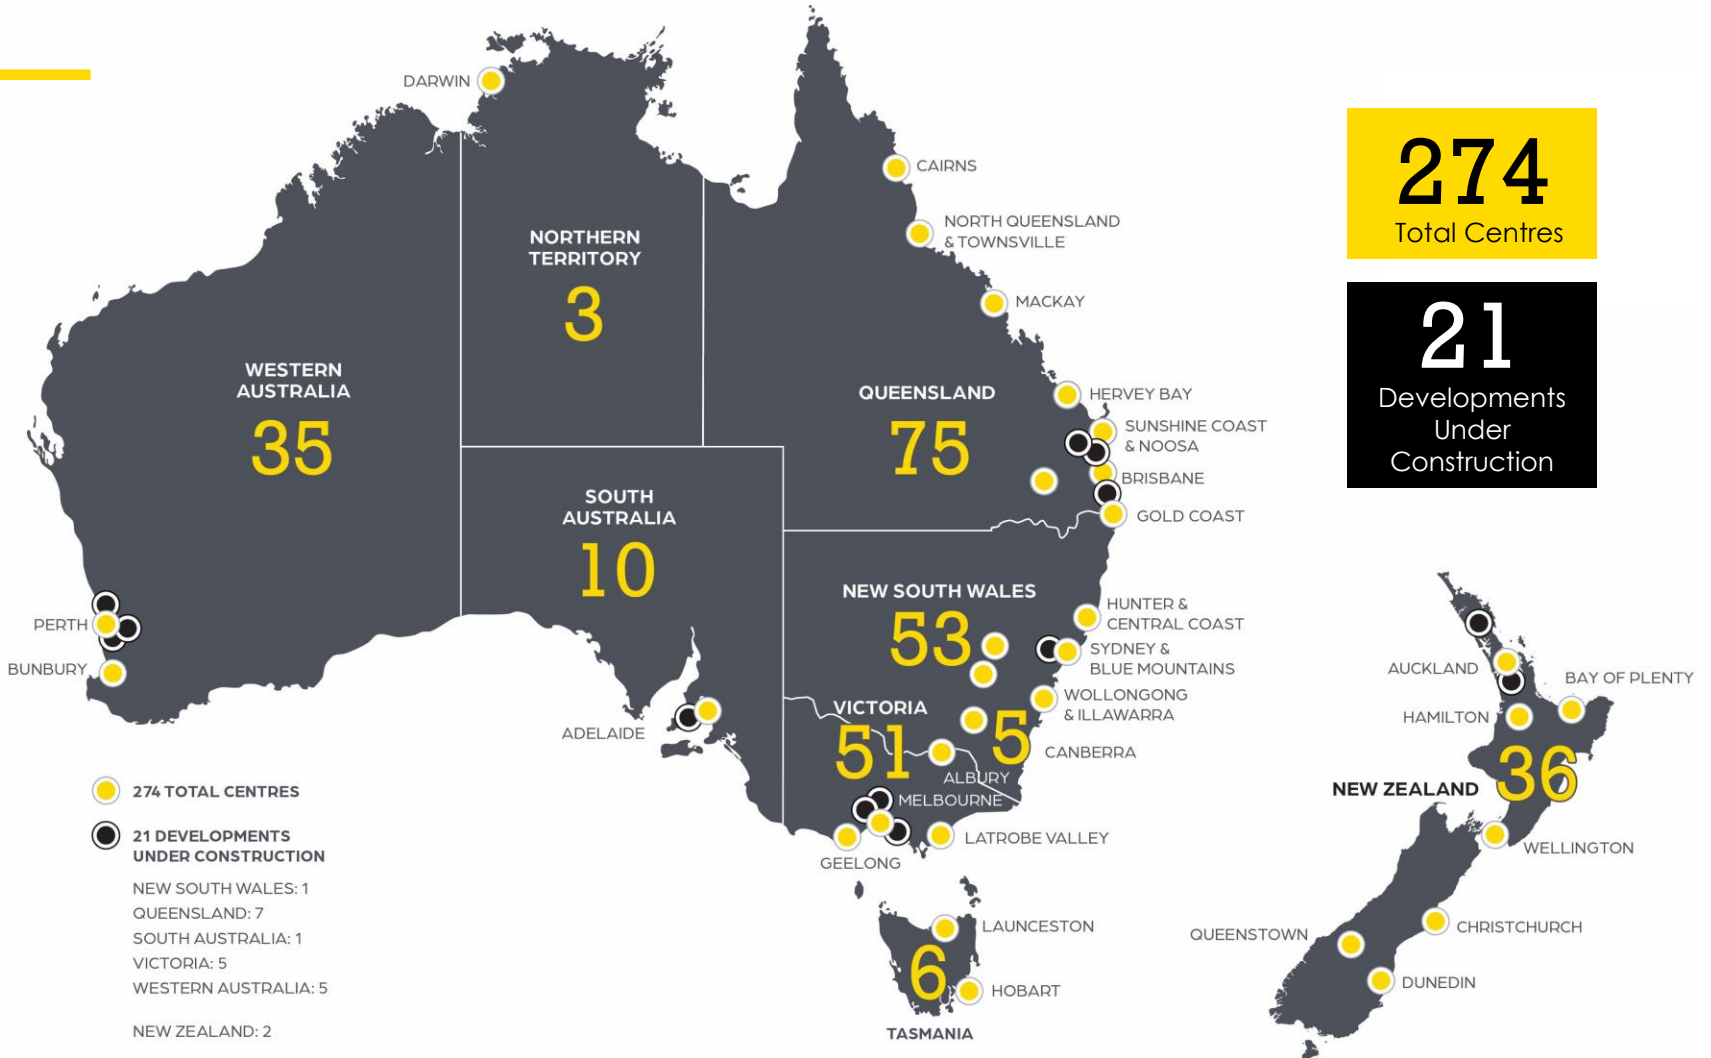 DARWIN
CAIRNS
NORTH QUEENSLAND
& TOWNSVILLE
MACKAY
NORTHERN
TERRITORY
3
WESTERN
AUSTRALIA
35
QUEENSLAND
75
HERVEY BAY
SUNSHINE COAST
& NOOSA
BRISBANE
GOLD COAST
SOUTH
AUSTRALIA
10
NEW SOUTH WALES
53
HUNTER &
CENTRAL COAST
SYDNEY &
BLUE MOUNTAINS
WOLLONGONG
& ILLAWARRA
PERTH
BUNBURY
ADELAIDE
VICTORIA
51
5
CANBERRA
ALBURY
MELBOURNE
LATROBE VALLEY
GEELONG
LAUNCESTON
6
HOBART
TASMANIA
274
Total Centres
21
Developments
Under
Construction
AUCKLAND
BAY OF PLENTY
HAMILTON
36
NEW ZEALAND
WELLINGTON
CHRISTCHURCH
QUEENSTOWN
DUNEDIN
274 TOTAL CENTRES
21 DEVELOPMENTS
UNDER CONSTRUCTION
NEW SOUTH WALES: 1
QUEENSLAND: 7
SOUTH AUSTRALIA: 1
VICTORIA: 5
WESTERN AUSTRALIA: 5
NEW ZEALAND: 2